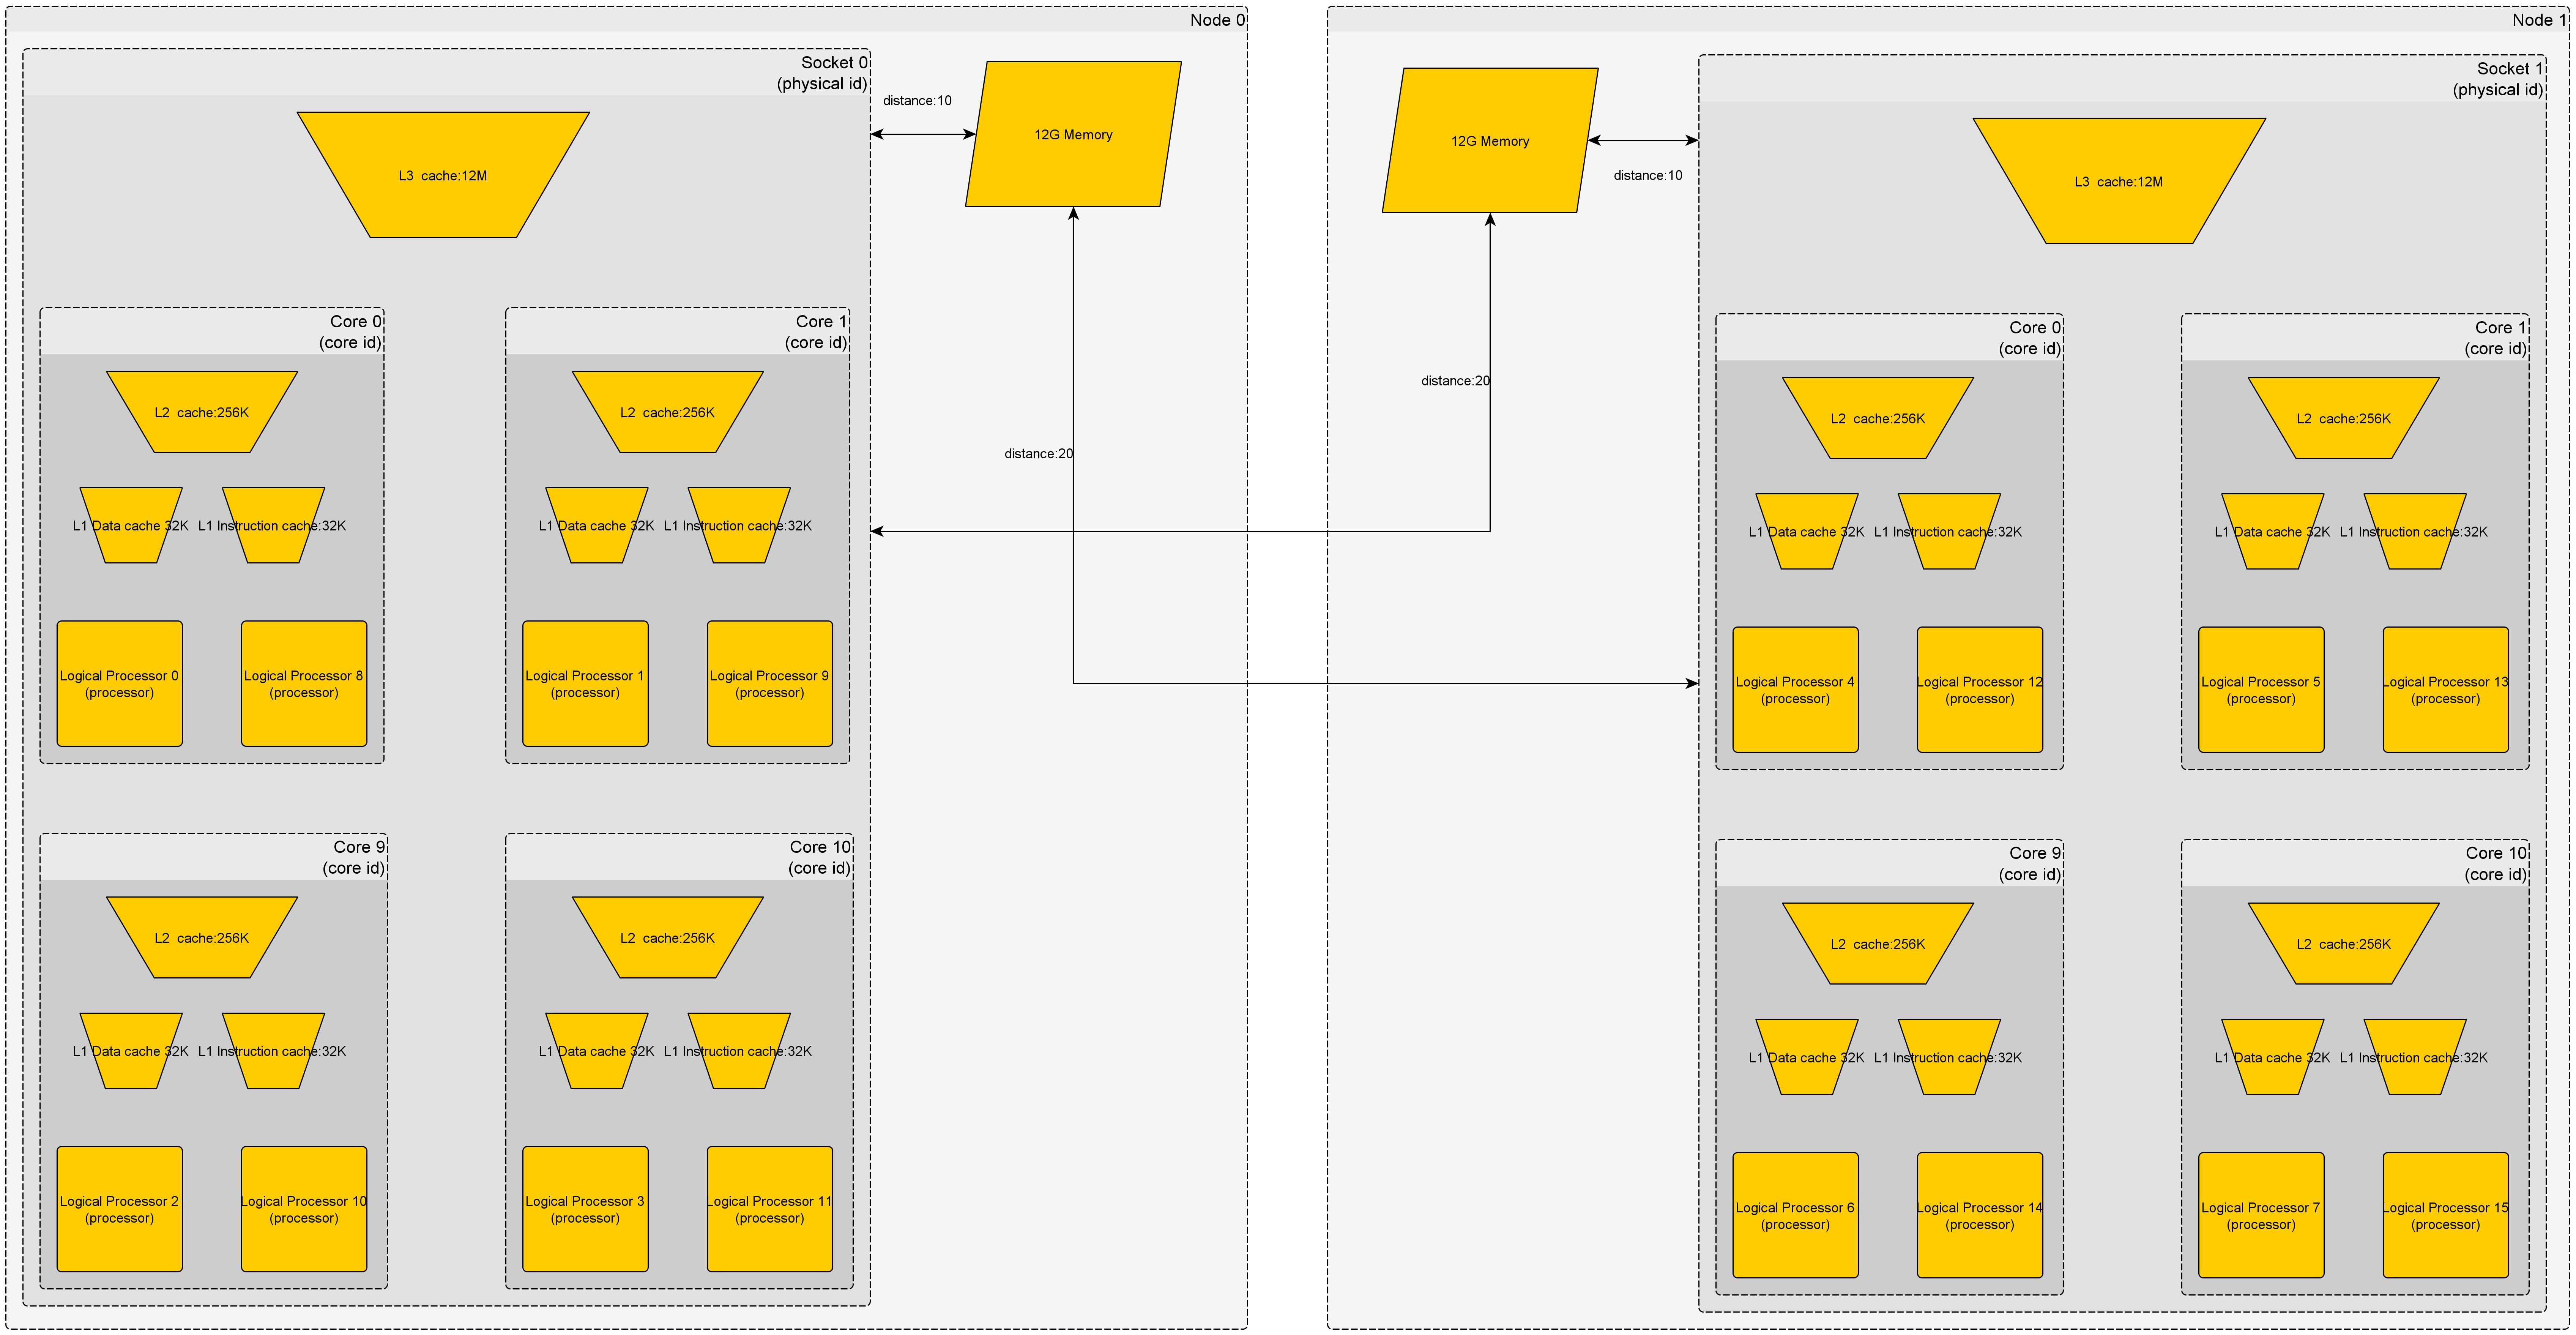 Node 0
Socket 0
(physical id)
distance:10
12G Memory
L3  cache:12M
Core 0
(core id)
L2  cache:256K
L1 Data cache 32K
L1 Instruction cache:32K
Logical Processor 0
(processor)
Logical Processor 8
(processor)
Core 1
(core id)
L2  cache:256K
L1 Data cache 32K
L1 Instruction cache:32K
Logical Processor 1
(processor)
Logical Processor 9
(processor)
distance:20
Core 9
(core id)
L2  cache:256K
L1 Data cache 32K
L1 Instruction cache:32K
Logical Processor 2
(processor)
Logical Processor 10
(processor)
Core 10
(core id)
L2  cache:256K
L1 Data cache 32K
L1 Instruction cache:32K
Logical Processor 3
(processor)
Logical Processor 11
(processor)
Node 1
12G Memory
distance:10
distance:20
Socket 1
(physical id)
L3  cache:12M
Core 0
(core id)
L2  cache:256K
L1 Data cache 32K
L1 Instruction cache:32K
Logical Processor 4
(processor)
Logical Processor 12
(processor)
Core 1
(core id)
L2  cache:256K
L1 Data cache 32K
L1 Instruction cache:32K
Logical Processor 5
(processor)
Logical Processor 13
(processor)
Core 9
(core id)
L2  cache:256K
L1 Data cache 32K
L1 Instruction cache:32K
Logical Processor 6
(processor)
Logical Processor 14
(processor)
Core 10
(core id)
L2  cache:256K
L1 Data cache 32K
L1 Instruction cache:32K
Logical Processor 7
(processor)
Logical Processor 15
(processor)